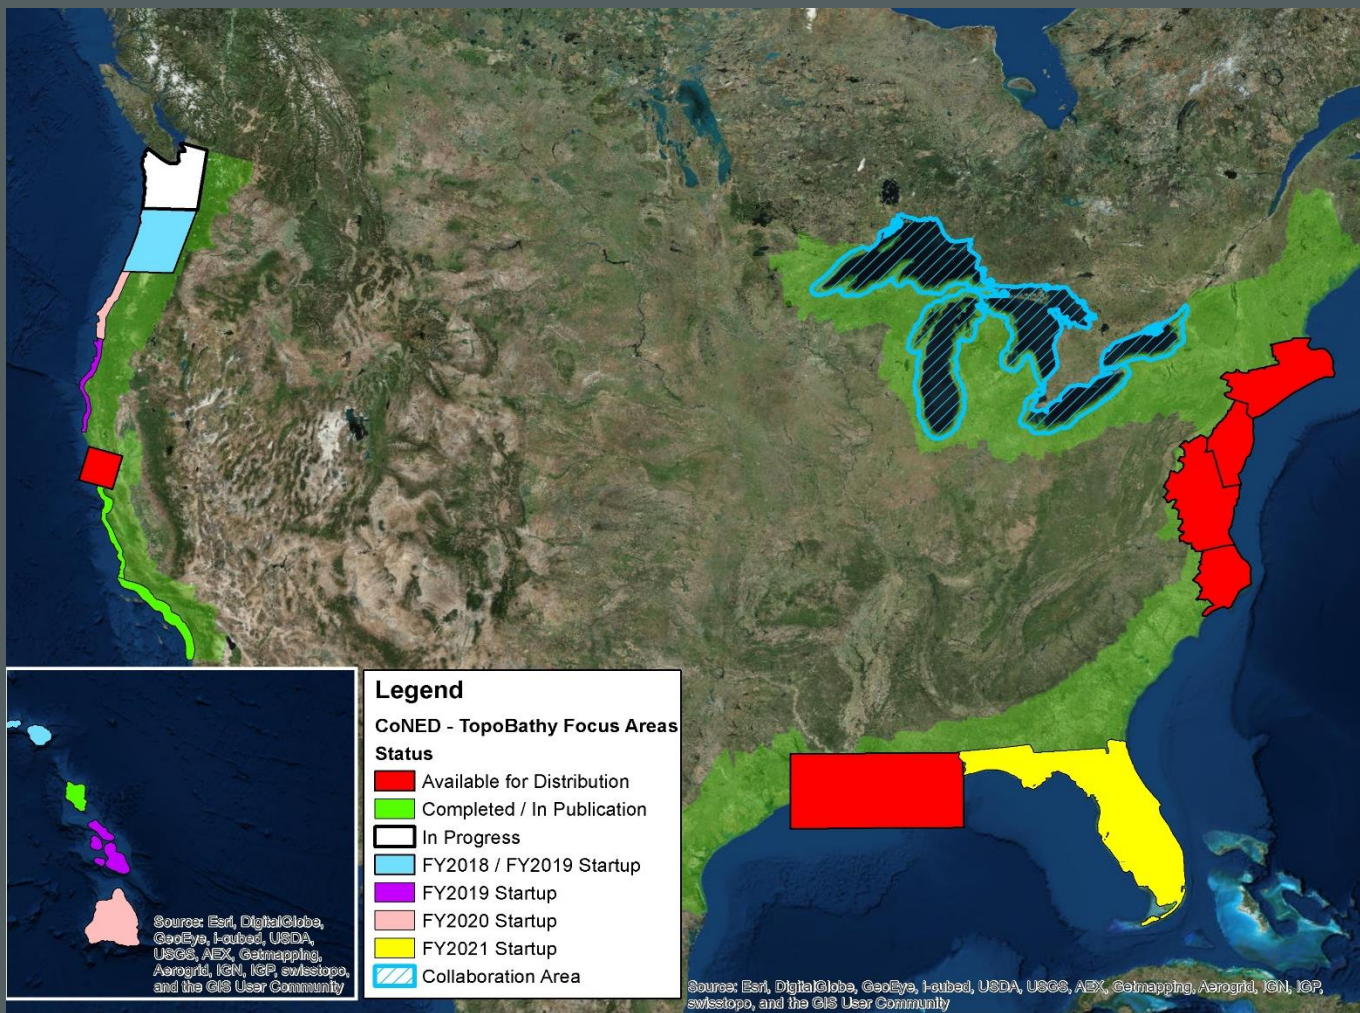 Legend
CoNED - TopoBathy Focus Areas
Status
Available for Distribution
Completed / In Publication
In Progress
FY2018 / FY2019 Startup
FY2019 Startup
FY2020 Startup
FY2021 Startup
Collaboration Area
Source: Esri, DigitalGlobe,
GeoEye, i-cubed, USDA,
USGS, AEX, Getmapping,
Aerogrid, IGN, IGP, swisstopo,
and the GIS User Community
Source: Esri, DigitalGlobe, GeoEye, i-cubed, USDA, USGS, AEX, Getmapping, Aerogrid, IGN, IGP,
swisstopo, and the GIS User Community